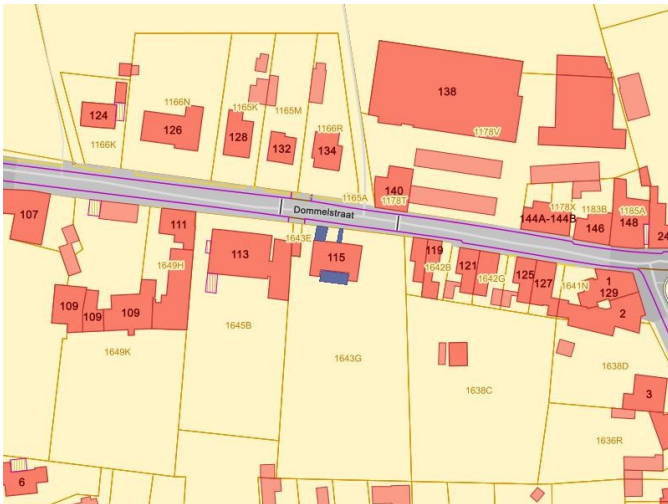 138
124
1166N
126
1165K
128
1165M
132
1166R
134
1166K
1178V
1165A
140
1178T
Dommelstraat
107
111
1649H
113
1643E
115
119
1642B
121
1642G
125
127
144A-144B
1178X
1183B
146
1185A
148
24
1641N
1
129
2
109
109
109
1649K
1645B
1643G
1638C
1638D
3
1636R
6